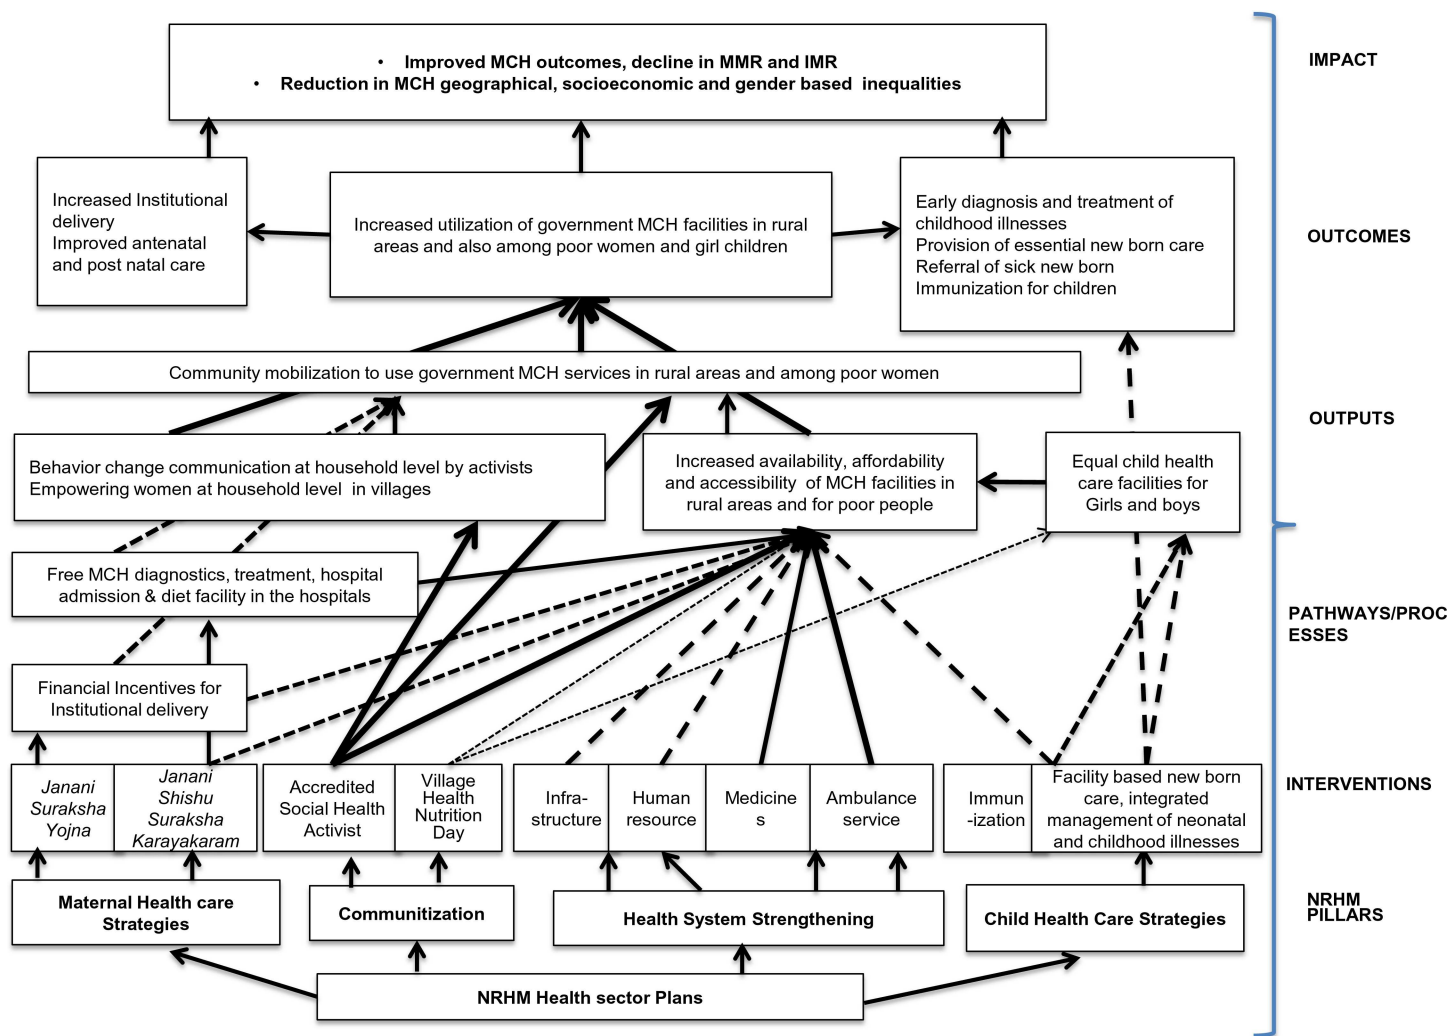 • Improved MCH outcomes, decline in MMR and IMR
• Reduction in MCH geographical, socioeconomic and gender based inequalities
IMPACT
Increased Institutional
delivery
Improved antenatal
and post natal care
Increased utilization of government MCH facilities in rural
areas and also among poor women and girl children
Early diagnosis and treatment of
childhood illnesses
Provision of essential new born care
Referral of sick new born
Immunization for children
OUTCOMES
Community mobilization to use government MCH services in rural areas and among poor women
OUTPUTS
Behavior change communication at household level by activists
Empowering women at household level in villages
Increased availability, affordability
and accessibility of MCH facilities in
rural areas and for poor people
Equal child health
care facilities for
Girls and boys
Free MCH diagnostics, treatment, hospital
admission & diet facility in the hospitals
PATHWAYS/PROC
ESSES
Financial Incentives for
Institutional delivery
Janani
Suraksha
Yojna
Janani
Shishu
Suraksha
Karayakaram
Accredited
Social Health
Activist
Village
Health
Nutrition
Day
Infra-
structure
Human
resource
Medicine
s
Ambulance
service
Immun
-ization
Facility based new born
care, integrated
management of neonatal
and childhood illnesses
INTERVENTIONS
Maternal Health care
Strategies
Communitization
Health System Strengthening
Child Health Care Strategies
NRHM
PILLARS
NRHM Health sector Plans